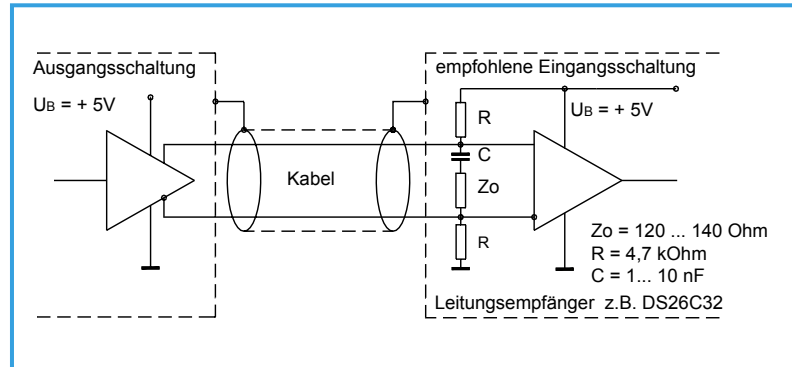 Ausgangsschaltung
UB = + 5V
Kabel
empfohlene Eingangsschaltung
UB = + 5V
R
C
Zo
R
Zo = 120 ... 140 Ohm
R = 4,7 kOhm
C = 1... 10 nF
Leitungsempfänger z.B. DS26C32